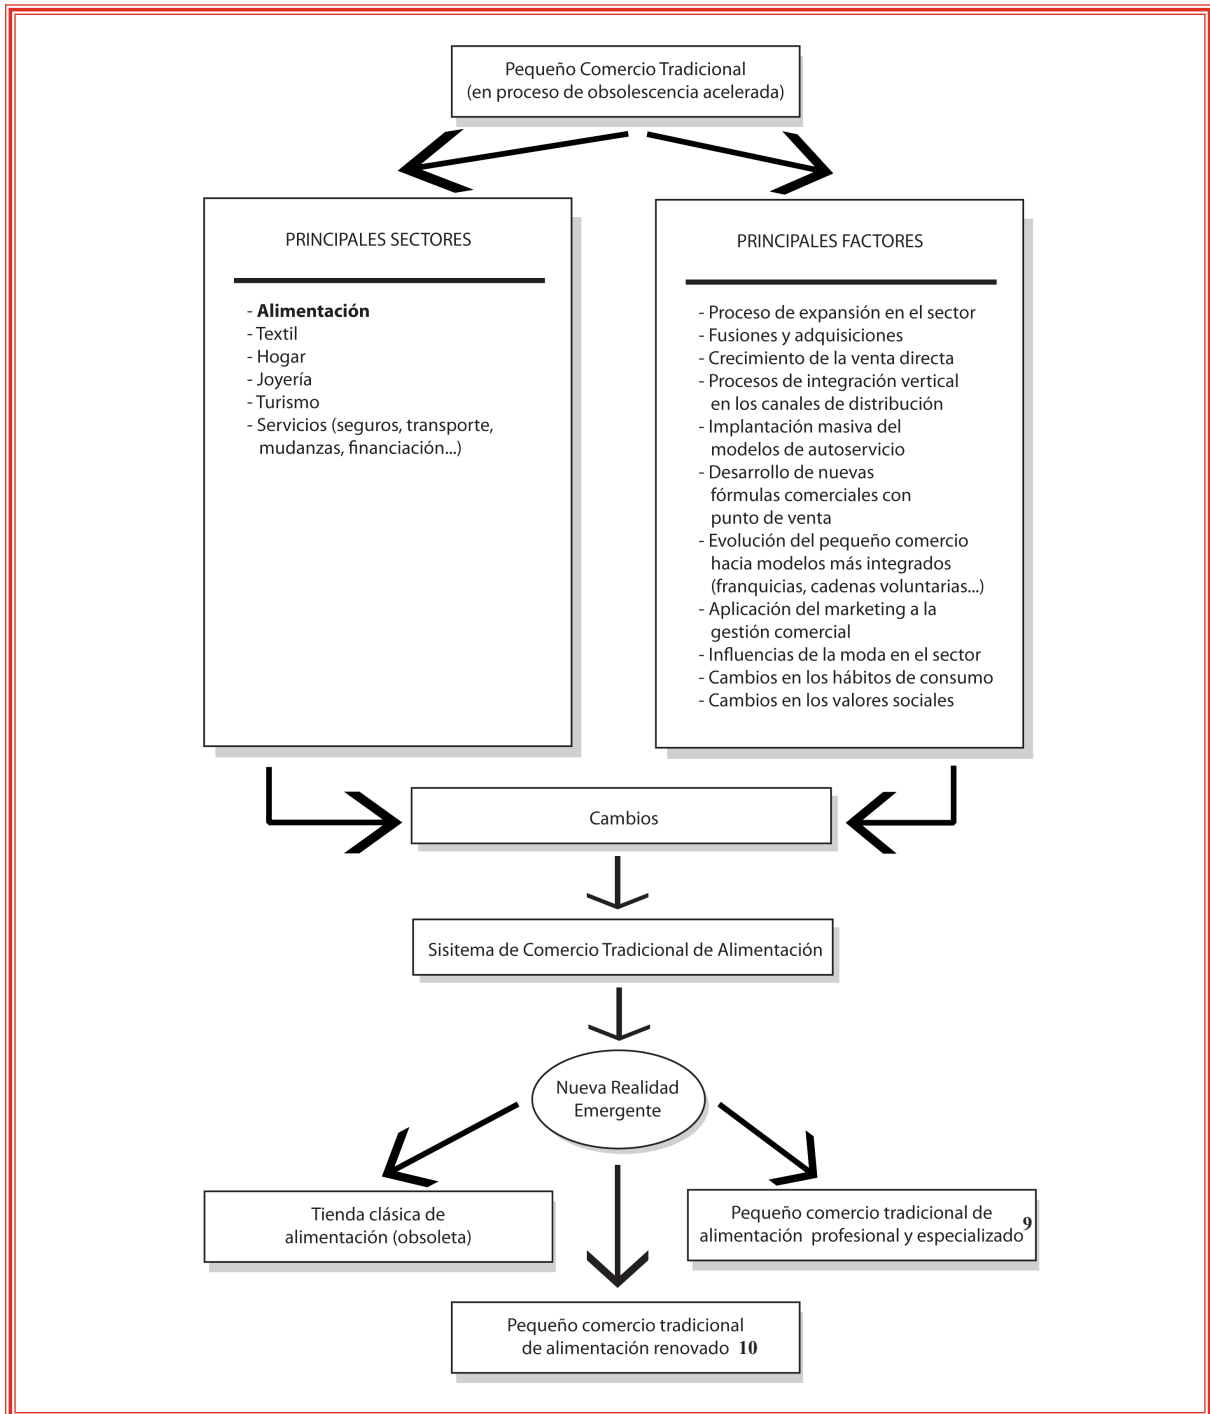 Pequeño Comercio Tradicional
(en proceso de obsolescencia acelerada)
PRINCIPALES SECTORES
- Alimentación
- Textil
- Hogar
- Joyería
- Turismo
- Servicios (seguros, transporte,
mudanzas, financiación...)
PRINCIPALES FACTORES
- Proceso de expansión en el sector
- Fusiones y adquisiciones
- Crecimiento de la venta directa
- Procesos de integración vertical
en los canales de distribución
- Implantación masiva del
modelos de autoservicio
- Desarrollo de nuevas
fórmulas comerciales con
punto de venta
- Evolución del pequeño comercio
hacia modelos más integrados
(franquicias, cadenas voluntarias...)
- Aplicación del marketing a la
gestión comercial
- Influencias de la moda en el sector
- Cambios en los hábitos de consumo
- Cambios en los valores sociales
Cambios
Sisitema de Comercio Tradicional de Alimentación
Nueva Realidad
Emergente
Tienda clásica de
alimentación (obsoleta)
Pequeño comercio tradicional de
alimentación profesional y especializado 9
Pequeño comercio tradicional
de alimentación renovado 10